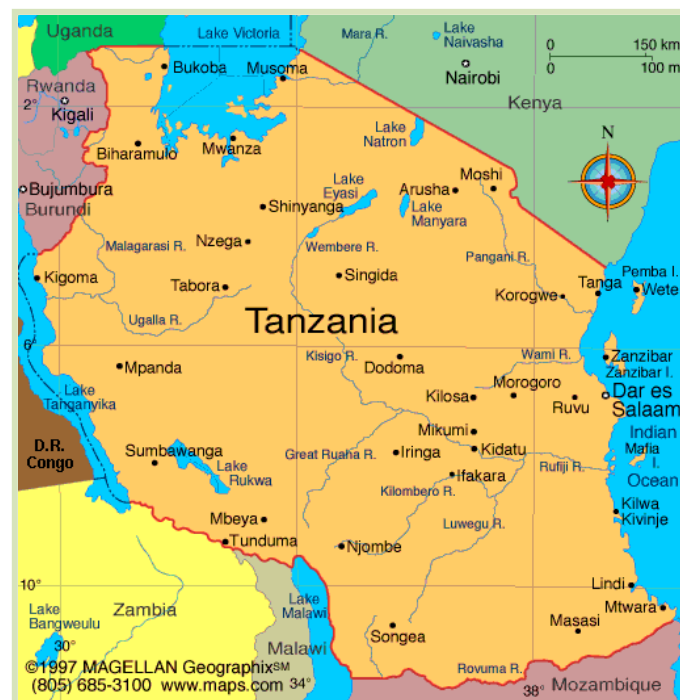 Uganda
Lake Victoria
Mara R.
Lake
Naivasha
0 150 km
0 100 m
Bukoba
Musoma
Nairobi
Rwanda
2°
Kigali
Kenya
Lake
Natron
N
Biharamulo
Mwanza
Bujumbura
Burundi
Lake
Eyasi
Arusha
Moshi
Lake
Manyara
Shinyanga
Malagarasi R.
Nzega
Wembere R.
Pangani R.
Kigoma
Tabora
Singida
Korogwe
Tanga
Pemba I.
Wete
Ugalla R.
Tanzania
6°
Mpanda
Kisigo R.
Dodoma
Wami R.
Zanzibar
Zanzibar I.
Lake
Tanganyika
Kilosa
Morogoro
Ruvu
Dar es
Salaam
Mikumi
Indian
Ocean
Mafia
I.
D.R.
Congo
Sumbawanga
Lake
Rukwa
Great Ruaha R.
Iringa
Kidatu
Rufiji R.
Ifakara
Kilombero R.
Mbeya
Luwegu R.
Kilwa
Kivinje
Tunduma
Njombe
10°
Zambia
Lake
Malawi
Lindi
Mtwara
Lake
Bangweulu
30°
Malawi
Songea
Masasi
©1997 MAGELLAN Geographix℠
(805) 685-3100 www.maps.com
34°
Rovuma R.
38°
Mozambique